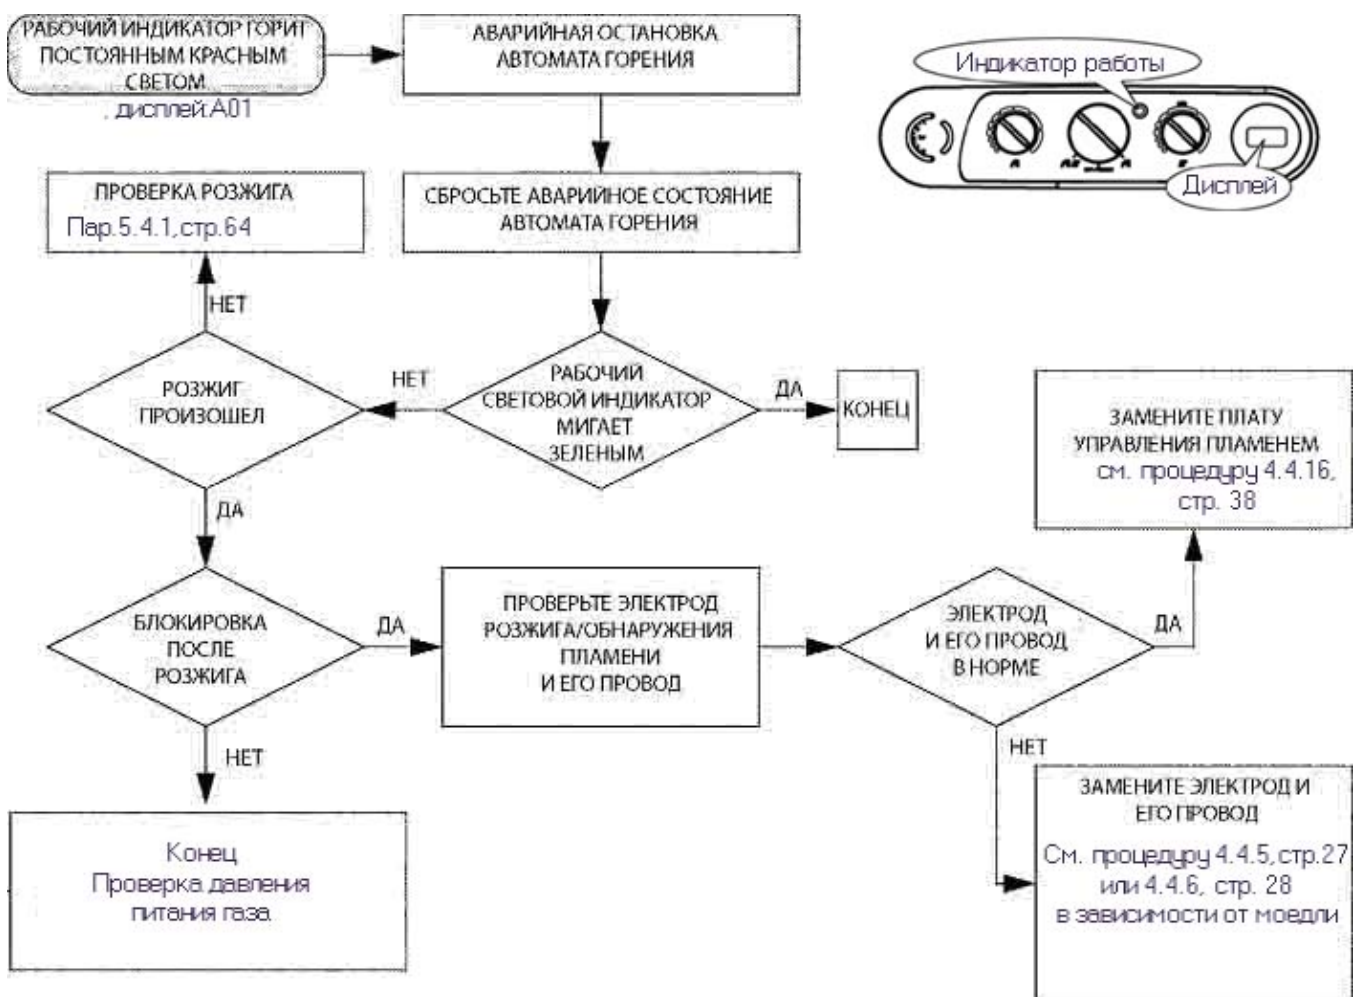 РАБОЧИЙ ИНДИКАТОР ГОРИТ
ПОСТОЯННЫМ КРАСНЫМ
СВЕТОМ
, дисплей.А01
АВАРИЙНАЯ ОСТАНОВКА
АВТОМАТА ГОРЕНИЯ
Индикатор работы
Дисплей
ПРОВЕРКА РОЗЖИГА
Пар.5.4.1,стр.64
СБРОСЬТЕ АВАРИЙНОЕ СОСТОЯНИЕ
АВТОМАТА ГОРЕНИЯ
НЕТ
РОЗЖИГ
ПРОИЗОШЕЛ
НЕТ
РАБОЧИЙ
СВЕТОВОЙ ИНДИКАТОР
МИГАЕТ
ЗЕЛЕНЫМ
ДА
КОНЕЦ
ЗАМЕНИТЕ ПЛАТУ
УПРАВЛЕНИЯ ПЛАМЕНЕМ
см. процедуру 4.4.16,
стр. 38
ДА
БЛОКИРОВКА
ПОСЛЕ
РОЗЖИГА
ДА
ПРОВЕРЬТЕ ЭЛЕКТРОД
РОЗЖИГА/ОБНАРУЖЕНИЯ
ПЛАМЕНИ
И ЕГО ПРОВОД
ЭЛЕКТРОД
И ЕГО ПРОВОД
В НОРМЕ
ДА
НЕТ
НЕТ
Конец
Проверка давления
питания газа
ЗАМЕНИТЕ ЭЛЕКТРОД И
ЕГО ПРОВОД
См. процедуру 4.4.5,стр.27
или 4.4.6, стр. 28
в зависимости от моедли